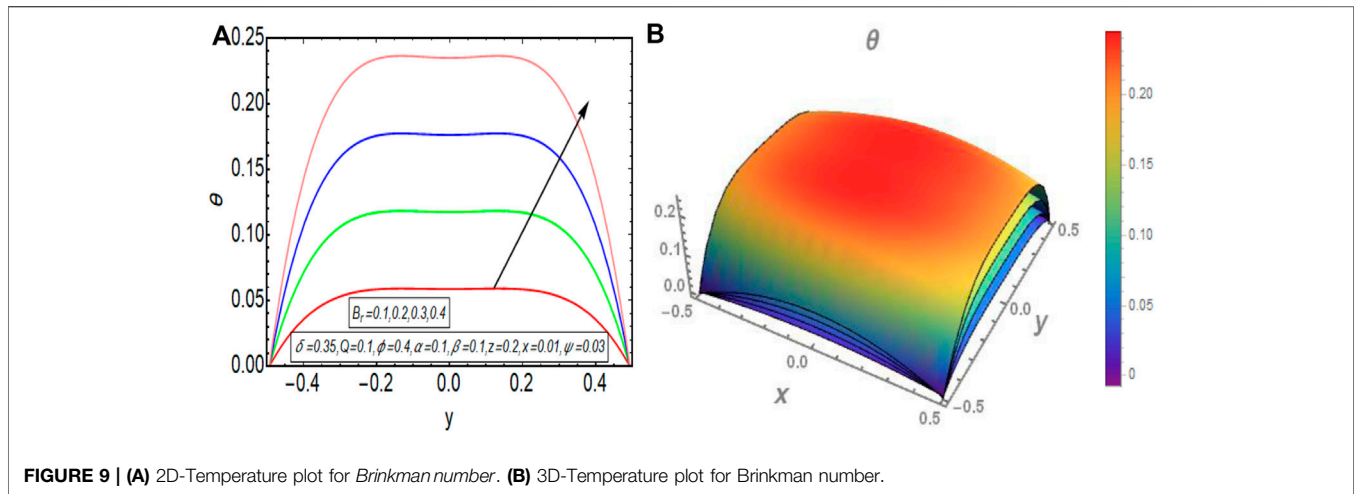 A
B
θ
0.25
0.20
0.15
0.10
0.05
0.00
θ
Br=0.1,0.2,0.3,0.4
δ=0.35,Q=0.1,ϕ=0.4,α=0.1,β=0.1,z=0.2,x=0.01,ψ=0.03
−0.4 −0.2 0.0 0.2 0.4
y
0.2
0.1
0.0
−0.5
0.0
0.5
x
−0.5
0.0
0.5
y
0.20
0.15
0.10
0.05
0
FIGURE 9 | (A) 2D-Temperature plot for Brinkman number. (B) 3D-Temperature plot for Brinkman number.